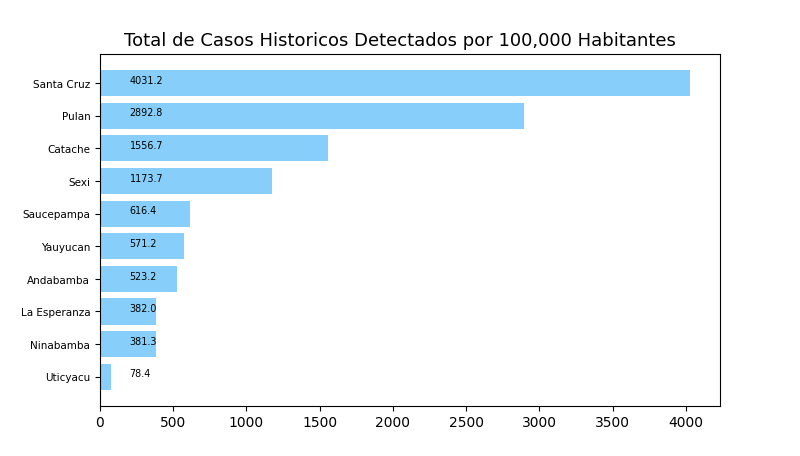 Total de Casos Historicos Detectados por 100,000 Habitantes
Santa Cruz 4031.2
Pulan 2892.8
Catache 1556.7
Sexi 1173.7
Saucepampa 616.4
Yauyucan 571.2
Andabamba 523.2
La Esperanza 382.0
Ninabamba 381.3
Uticyacu 78.4
0 500 1000 1500 2000 2500 3000 3500 4000